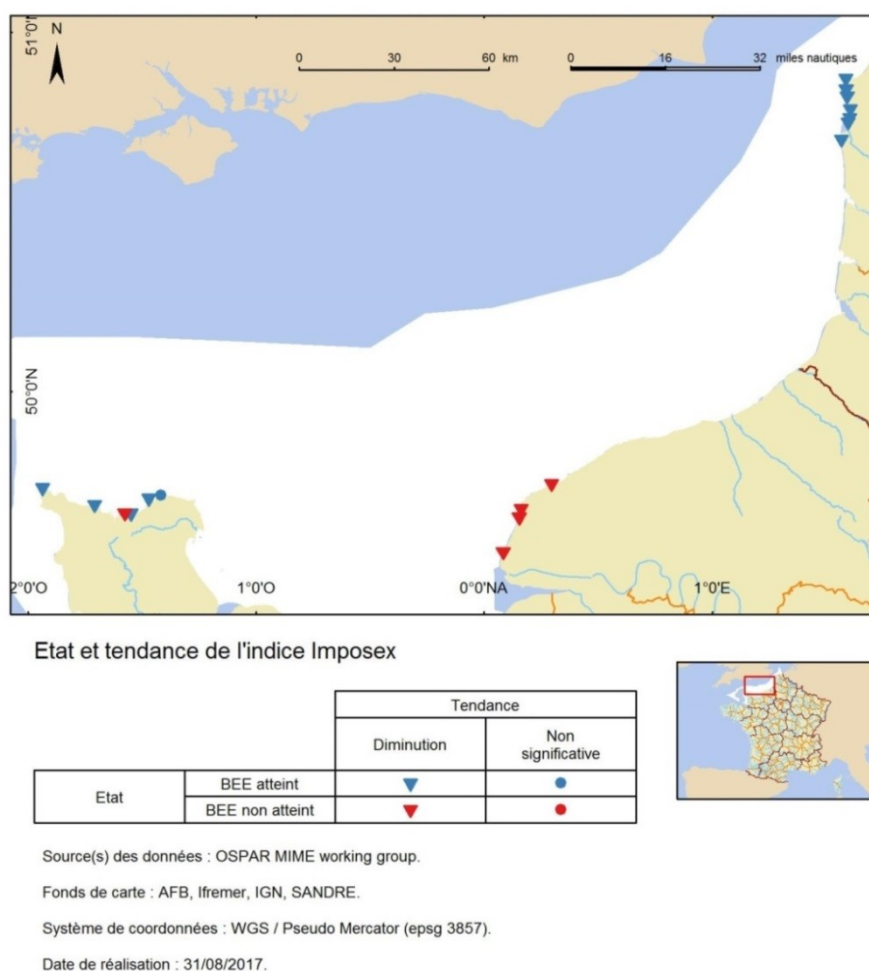 51°0'N
N
0 30 60 km 0 16 32 miles nautiques
50°0'N
2°0'O 1°0'O 0°0'NA 1°0'E
Etat et tendance de l'indice Imposex
Tendance
Diminution Non significative
Etat BEE atteint
BEE non atteint
Source(s) des données : OSPAR MIME working group.
Fonds de carte : AFB, Ifremer, IGN, SANDRE.
Système de coordonnées : WGS / Pseudo Mercator (epsg 3857).
Date de réalisation : 31/08/2017.